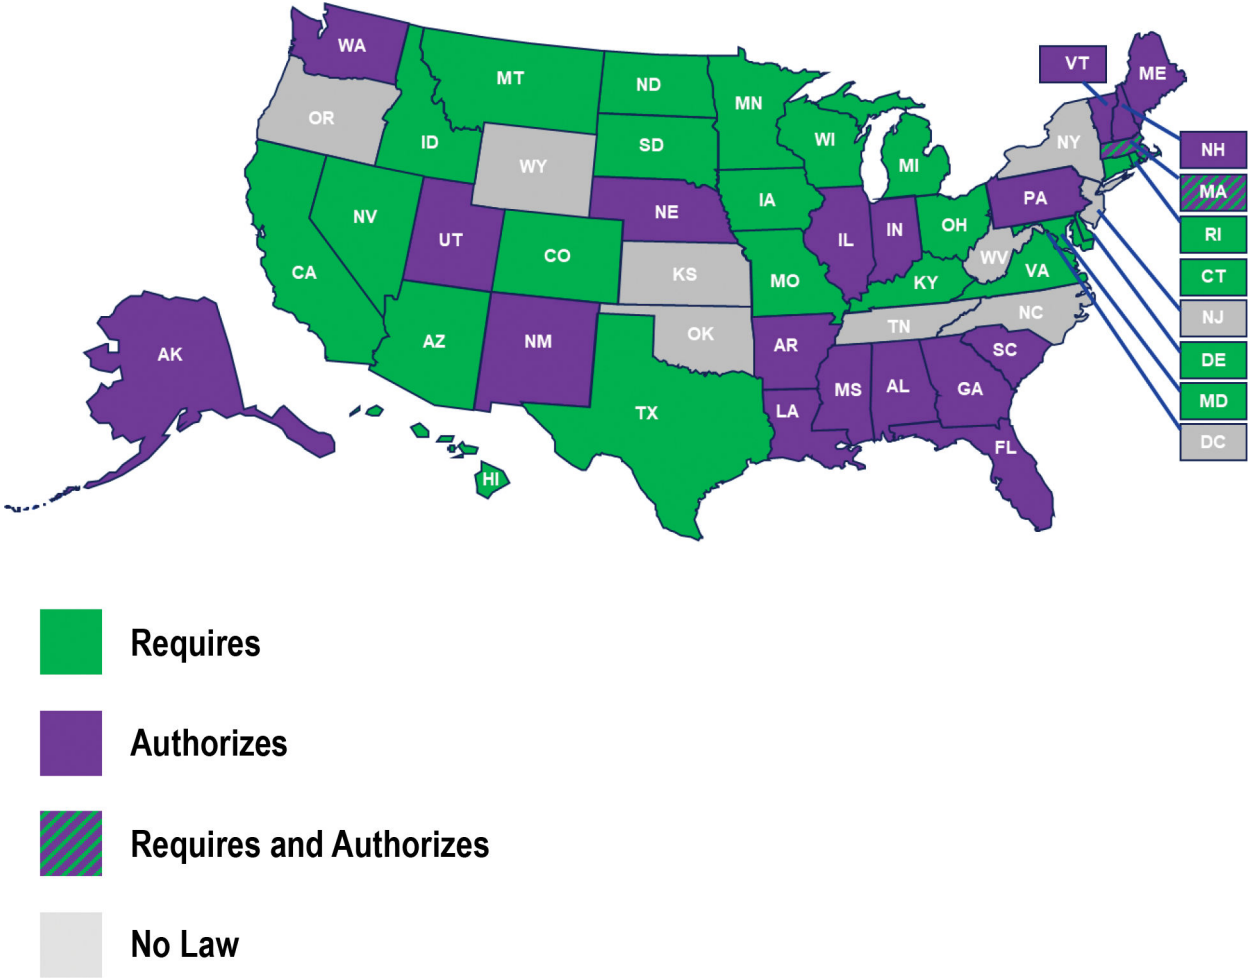 WA
VT
ME
MT
ND
MN
OR
ID
WI
NY
NH
SD
MI
WY
MA
IA
PA
NE
NV
OH
RI
UT
IL
IN
CO
WV
CA
KS
MO
KY
VA
CT
NC
NJ
TN
OK
AZ
NM
AR
SC
AK
DE
MS
AL
GA
MD
TX
LA
FL
DC
HI
Requires
Authorizes
Requires and Authorizes
No Law